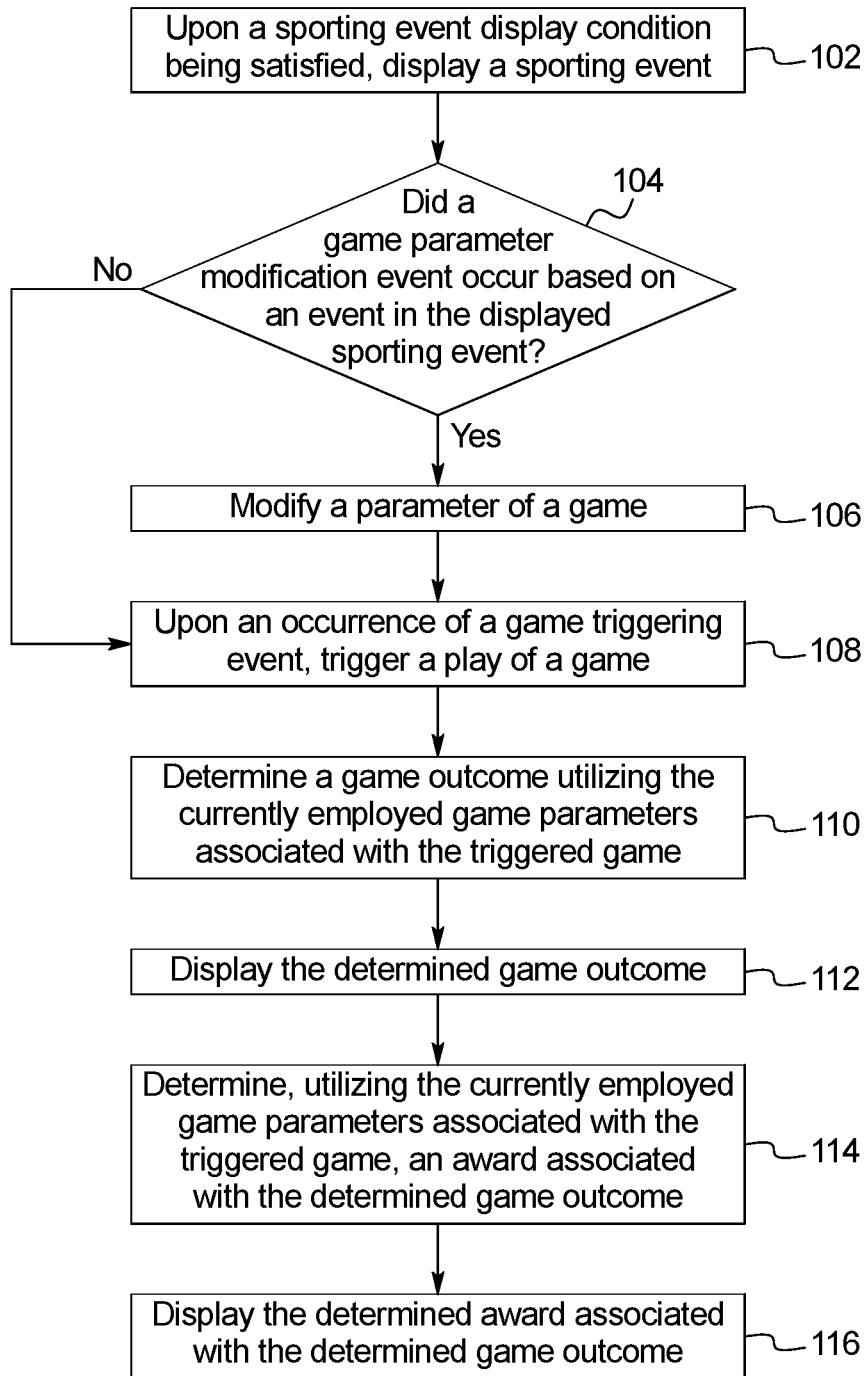 Upon a sporting event display condition
being satisfied, display a sporting event
102
104
Did a
game parameter
modification event occur based on
an event in the displayed
sporting event?
No
Yes
Modify a parameter of a game
106
Upon an occurrence of a game triggering
event, trigger a play of a game
108
Determine a game outcome utilizing the
currently employed game parameters
associated with the triggered game
110
Display the determined game outcome
112
Determine, utilizing the currently employed
game parameters associated with the
triggered game, an award associated
with the determined game outcome
114
Display the determined award associated
with the determined game outcome
116